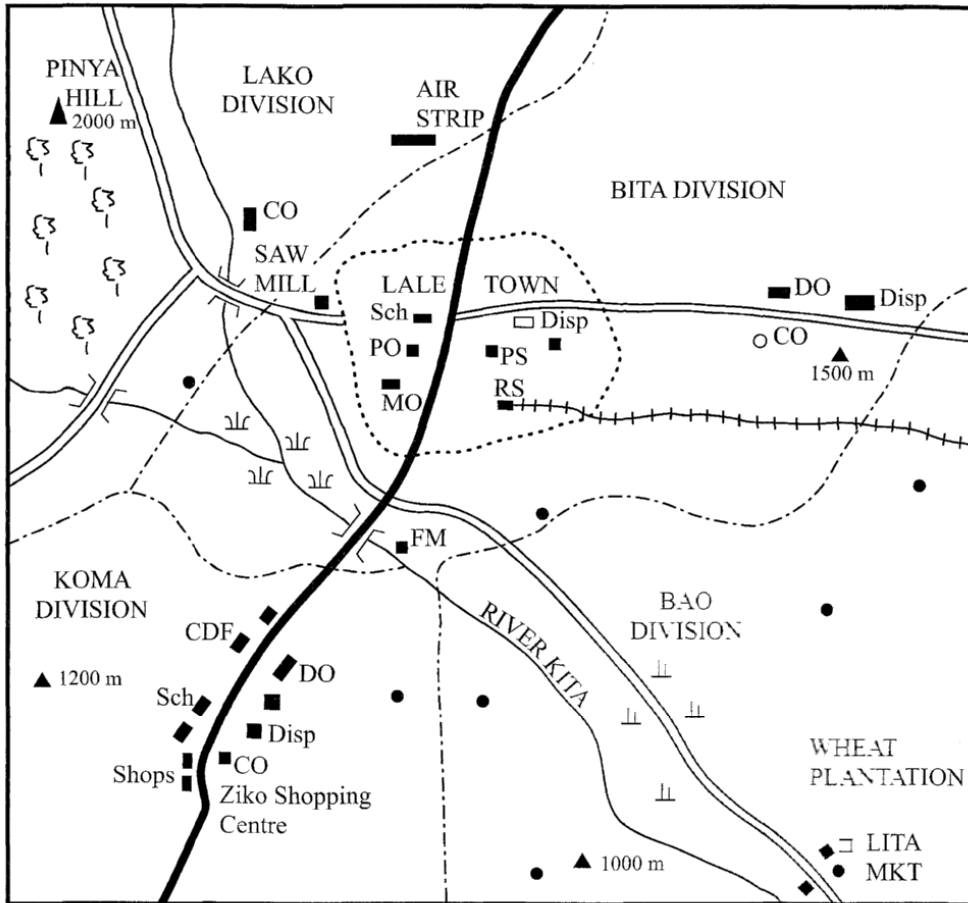 PINYA
HILL
2000 m
LAKO
DIVISION
AIR
STRIP
BITA DIVISION
CO
SAW
MILL
LALE
TOWN
Sch
Disp
PO
PS
MO
RS
DO
Disp
CO
1500 m
FM
KOMA
DIVISION
CDF
DO
1200 m
Sch
Disp
Shops
CO
Ziko Shopping
Centre
RIVER KITA
BAO
DIVISION
WHEAT
PLANTATION
1000 m
LITA
MKT